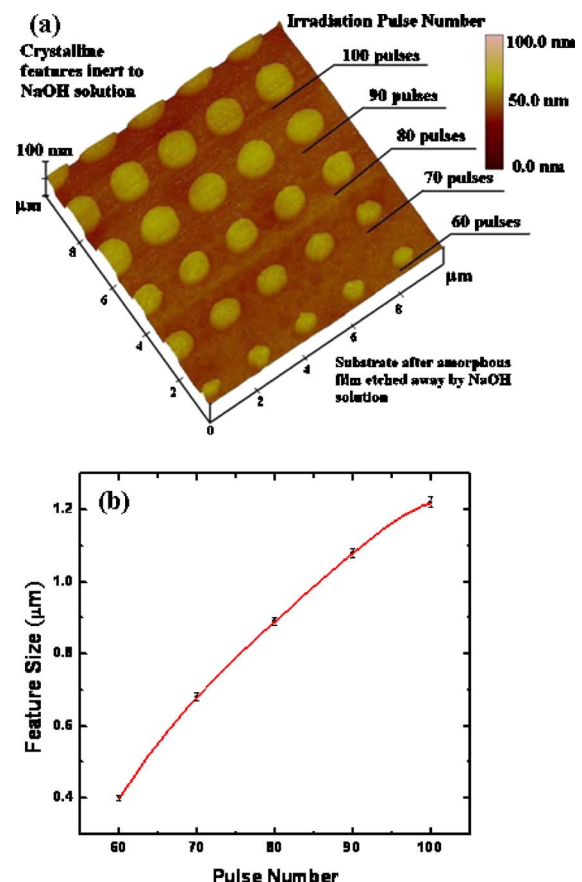 (a)
Irradiation Pulse Number
Crystalline
features inert to
NaOH solution
100 pulses
90 pulses
80 pulses
70 pulses
60 pulses
100.0 nm
50.0 nm
0.0 nm
100 nm
μm
8
6
4
2
0
2
4
6
8
μm
Substrate after amorphous
film etched away by NaOH
solution
(b)
Feature Size (μm)
1.2
1.0
0.8
0.6
0.4
60 70 80 90 100
Pulse Number